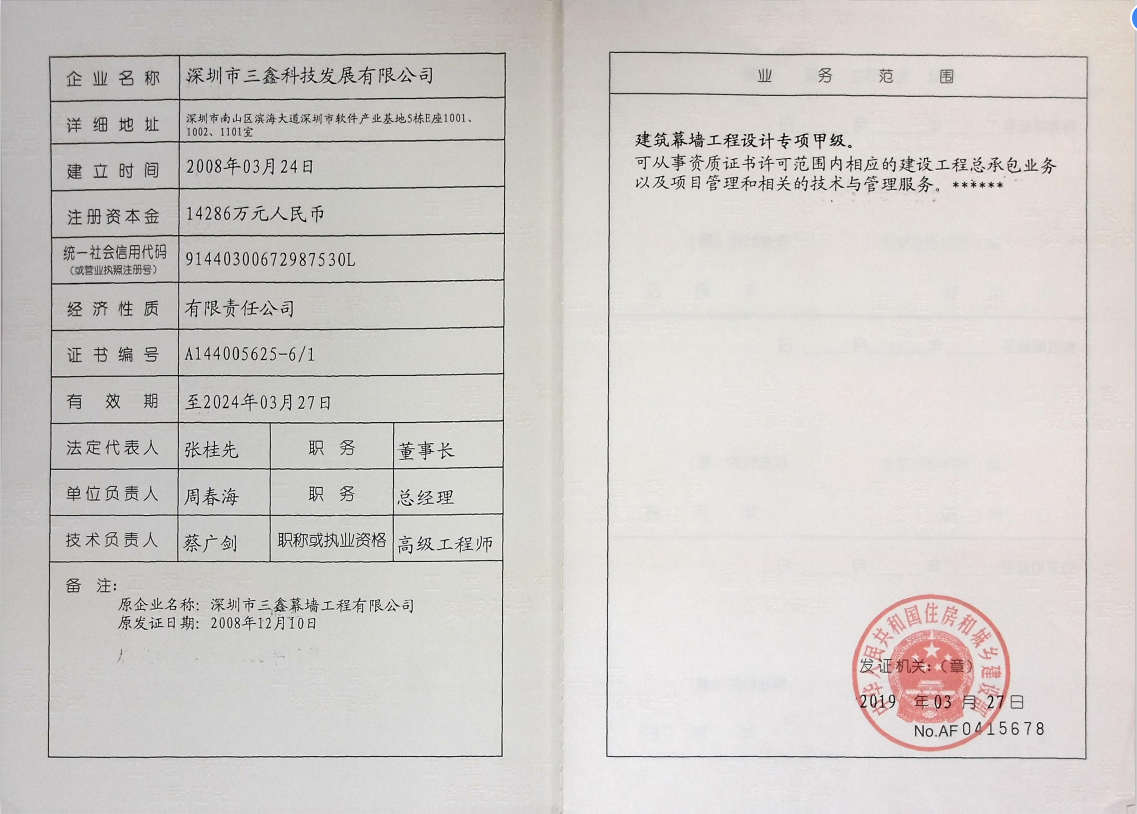 企业名称 深圳市三鑫科技发展有限公司
详细地址 深圳市南山区滨海大道深圳市软件产业基地5栋E座1001、
1002、1101室
建立时间 2008年03月24日
注册资本金 14286万元人民币
统一社会信用代码 91440300672987530L
(或营业执照注册号)
经济性质 有限责任公司
证书编号 A144005625-6/1
有效期 至2024年03月27日
法定代表人 张桂先 职务 董事长
单位负责人 周春海 职务 总经理
技术负责人 蔡广剑 职称或执业资格 高级工程师
备注:
原企业名称: 深圳市三鑫幕墙工程有限公司
原发证日期: 2008年12月10日
业务范围
建筑幕墙工程设计专项甲级。
可从事资质证书许可范围内相应的建设工程总承包业务
以及项目管理和相关的技术与管理服务。******
中华人民共和国住房和城乡建设部
发证机关:(章)
2019 年 03 月 27 日
No.AF 0415678